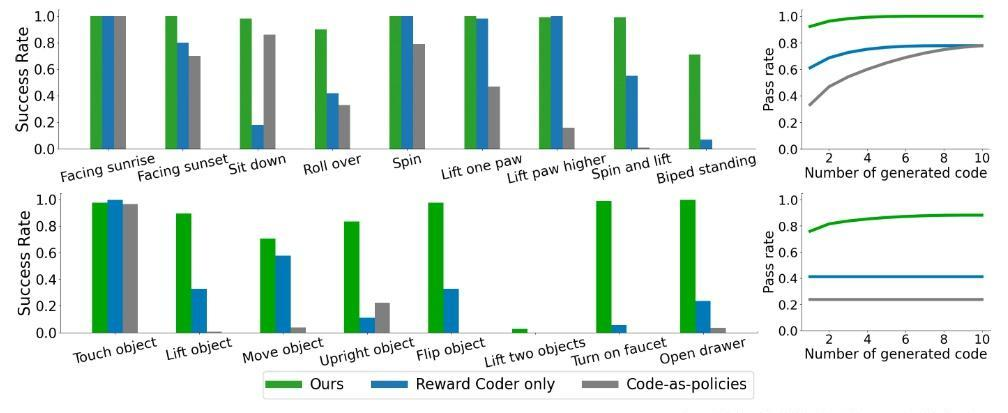 Success Rate
1.0
0.8
0.6
0.4
0.2
0.0
Facing sunrise
Facing sunset
Sit down
Roll over
Spin
Lift one paw
Lift paw higher
Spin and lift
Biped standing
Pass rate
1.0
0.8
0.6
0.4
0.2
0.0
2 4 6 8 10
Number of generated code
Success Rate
1.0
0.8
0.6
0.4
0.2
0.0
Touch object
Lift object
Move object
Upright object
Flip object
Lift two objects
Turn on faucet
Open drawer
Pass rate
1.0
0.8
0.6
0.4
0.2
0.0
2 4 6 8 10
Number of generated code
Ours Reward Coder only Code-as-policies